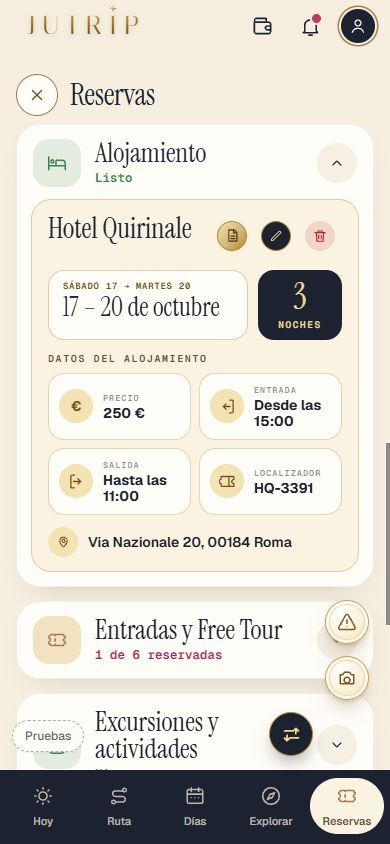 JUTRIP
Reservas
Alojamiento
Listo
Hotel Quirinale
SÁBADO 17 → MARTES 20
17 – 20 de octubre
3
NOCHES
DATOS DEL ALOJAMIENTO
€
PRECIO
250 €
ENTRADA
Desde las
15:00
SALIDA
Hasta las
11:00
LOCALIZADOR
HQ-3391
Via Nazionale 20, 00184 Roma
Entradas y Free Tour
1 de 6 reservadas
Excursiones y
actividades
Pruebas
Hoy
Ruta
Días
Explorar
Reservas